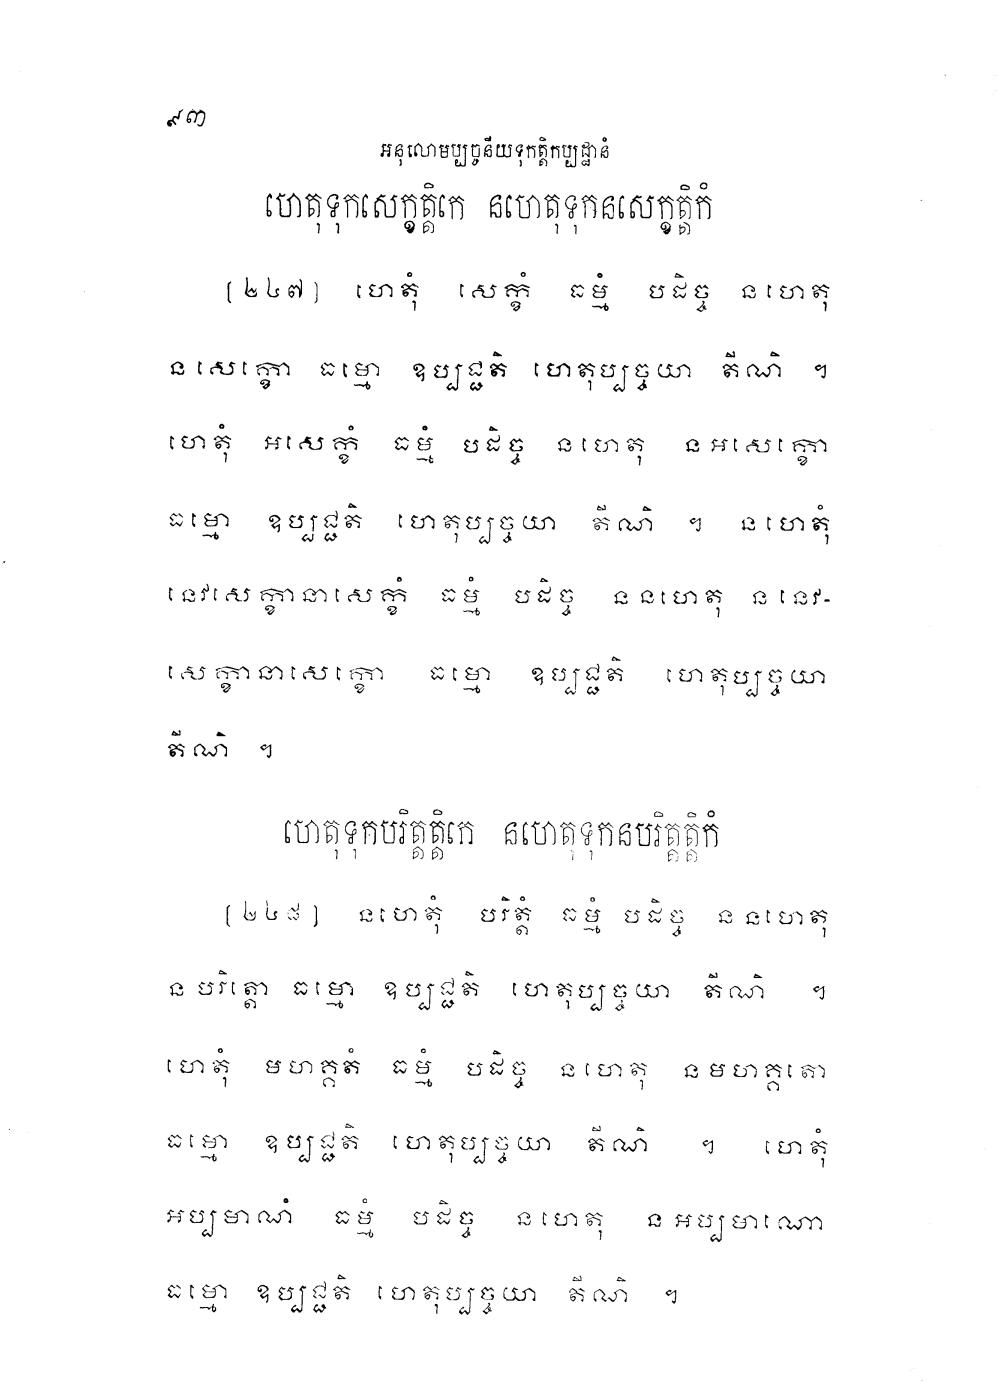 ៩៣
អនុលោមប្បច្ចនីយទុកត្តិកប្បដ្ឋានំ
ហេតុទុកសេក្ខត្តិកេ នហេតុទុកនសេក្ខត្តិកំ
[២៤៧] ហេតុំ សេក្ខំ ធម្មំ បដិច្ច នហេតុ
នសេក្ខោ ធម្មោ ឧប្បជ្ជតិ ហេតុប្បច្ចយា តីណិ ។
ហេតុំ អសេក្ខំ ធម្មំ បដិច្ច នហេតុ នអសេក្ខោ
ធម្មោ ឧប្បជ្ជតិ ហេតុប្បច្ចយា តីណិ ។ នហេតុំ
នេវសេក្ខានាសេក្ខំ ធម្មំ បដិច្ច ននហេតុ ននេវ-
សេក្ខានាសេក្ខោ ធម្មោ ឧប្បជ្ជតិ ហេតុប្បច្ចយា
តីណិ ។
ហេតុទុកបរិត្តត្តិកេ នហេតុទុកនបរិត្តត្តិកំ
[២៤៨] នហេតុំ បរិត្តំ ធម្មំ បដិច្ច ននហេតុ
នបរិត្តោ ធម្មោ ឧប្បជ្ជតិ ហេតុប្បច្ចយា តីណិ ។
ហេតុំ មហគ្គតំ ធម្មំ បដិច្ច នហេតុ នមហគ្គតោ
ធម្មោ ឧប្បជ្ជតិ ហេតុប្បច្ចយា តីណិ ។ ហេតុំ
អប្បមាណំ ធម្មំ បដិច្ច នហេតុ នអប្បមាណោ
ធម្មោ ឧប្បជ្ជតិ ហេតុប្បច្ចយា តីណិ ។